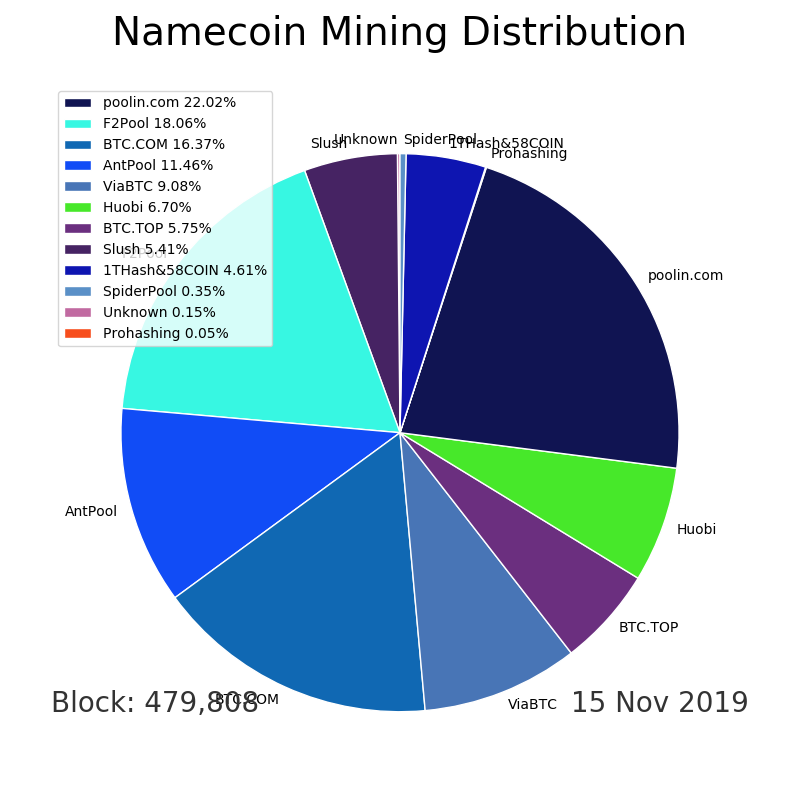 Namecoin Mining Distribution
poolin.com 22.02%
F2Pool 18.06%
BTC.COM 16.37%
AntPool 11.46%
ViaBTC 9.08%
Huobi 6.70%
BTC.TOP 5.75%
Slush 5.41%
1THash&58COIN 4.61%
SpiderPool 0.35%
Unknown 0.15%
Prohashing 0.05%
Slush
Unknown
SpiderPool
1THash&58COIN
Prohashing
F2Pool
poolin.com
AntPool
Huobi
BTC.TOP
BTC.COM
ViaBTC
Block: 479,808
15 Nov 2019